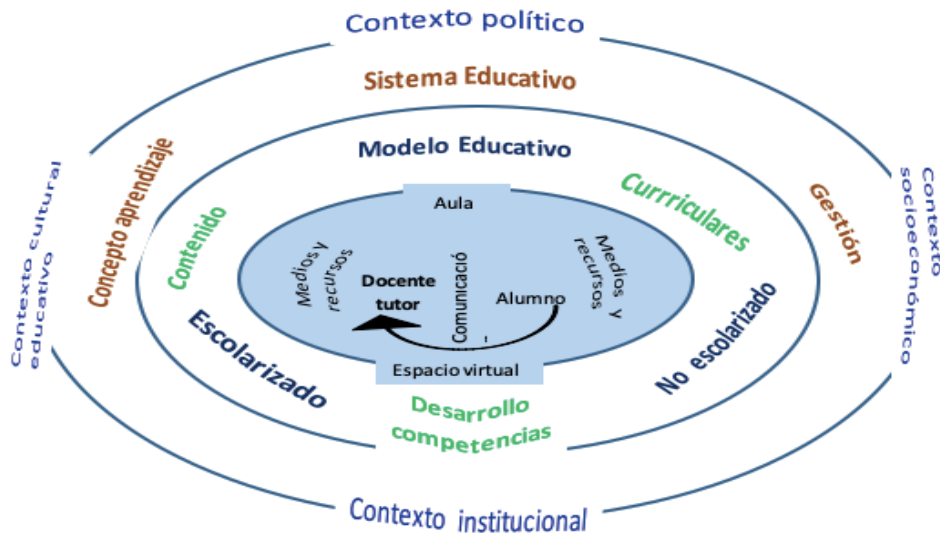 Contexto político
Sistema Educativo
Modelo Educativo
Contexto cultural
educativo
Concepto aprendizaje
Contenido
Currriculares
Gestión
Contexto
socioeconómico
Aula
Medios y
recursos
Docente
tutor
Comunicació
Alumno
Medios y
recursos
Espacio virtual
Escolarizado
No escolarizado
Desarrollo
competencias
Contexto institucional